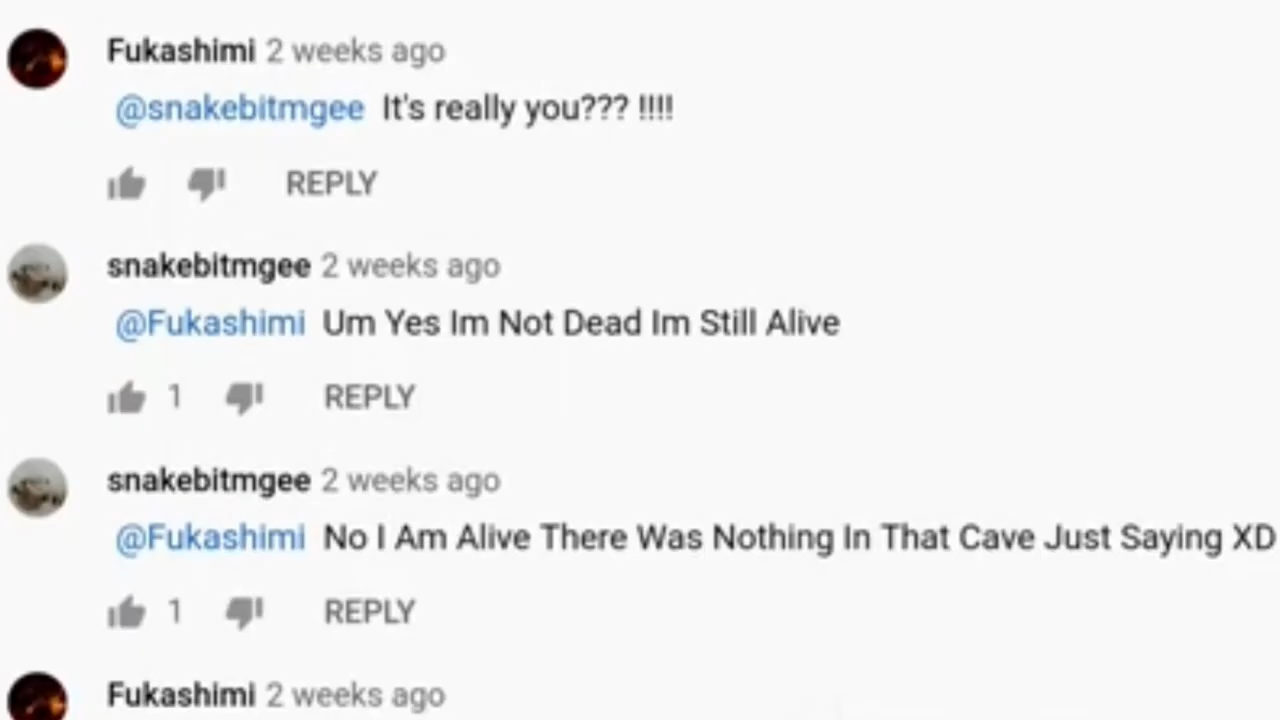 Fukashimi 2 weeks ago
@snakebitmgee It's really you??? !!!!
REPLY
snakebitmgee 2 weeks ago
@Fukashimi Um Yes Im Not Dead Im Still Alive
1 REPLY
snakebitmgee 2 weeks ago
@Fukashimi No I Am Alive There Was Nothing In That Cave Just Saying XD
1 REPLY
Fukashimi 2 weeks ago